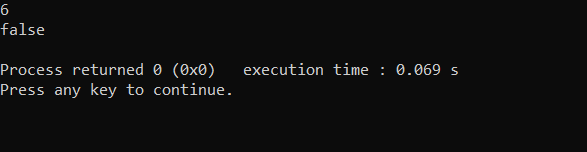 6
false
Process returned 0 (0x0)   execution time : 0.069 s
Press any key to continue.